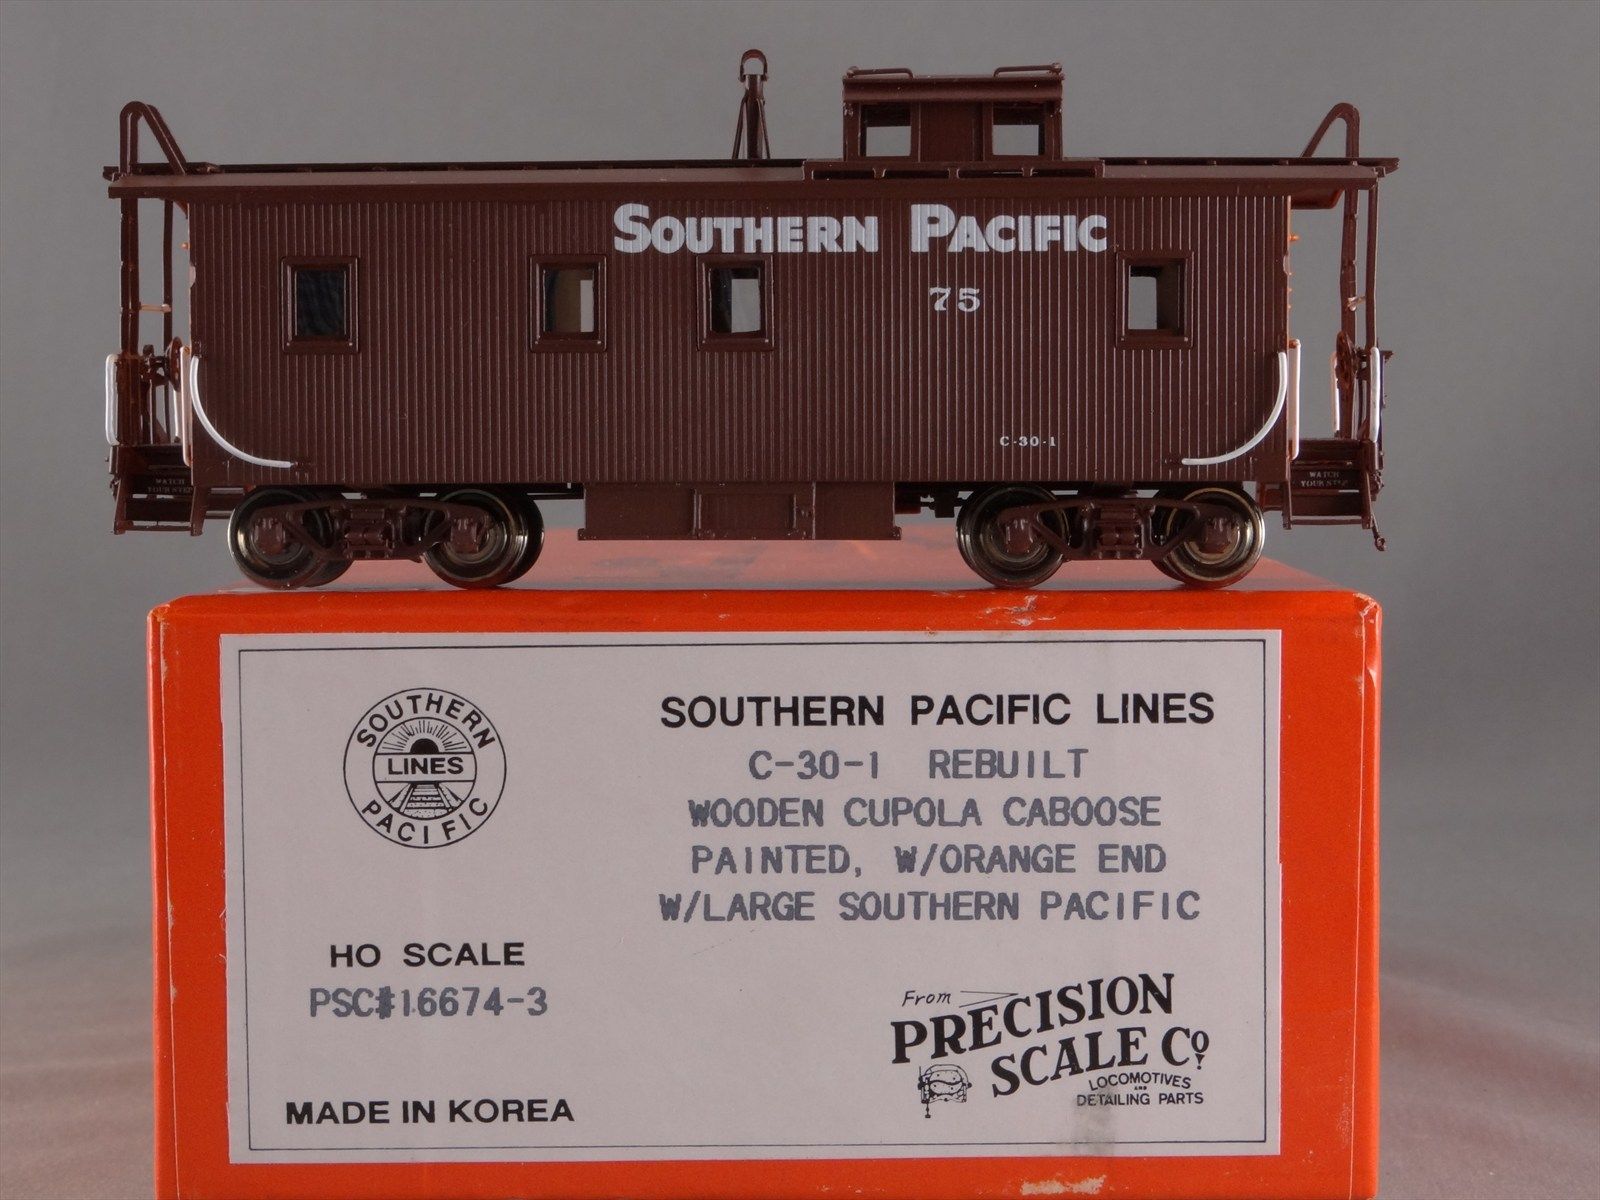 SOUTHERN PACIFIC
75
C-30-1
WATCH
YOUR STEP
WATCH
YOUR STEP
SOUTHERN
LINES
PACIFIC
SOUTHERN PACIFIC LINES
C-30-1 REBUILT
WOODEN CUPOLA CABOOSE
PAINTED, W/ORANGE END
W/LARGE SOUTHERN PACIFIC
HO SCALE
PSC#16674-3
MADE IN KOREA
From
PRECISION
SCALE CO.
LOCOMOTIVES
AND
DETAILING PARTS